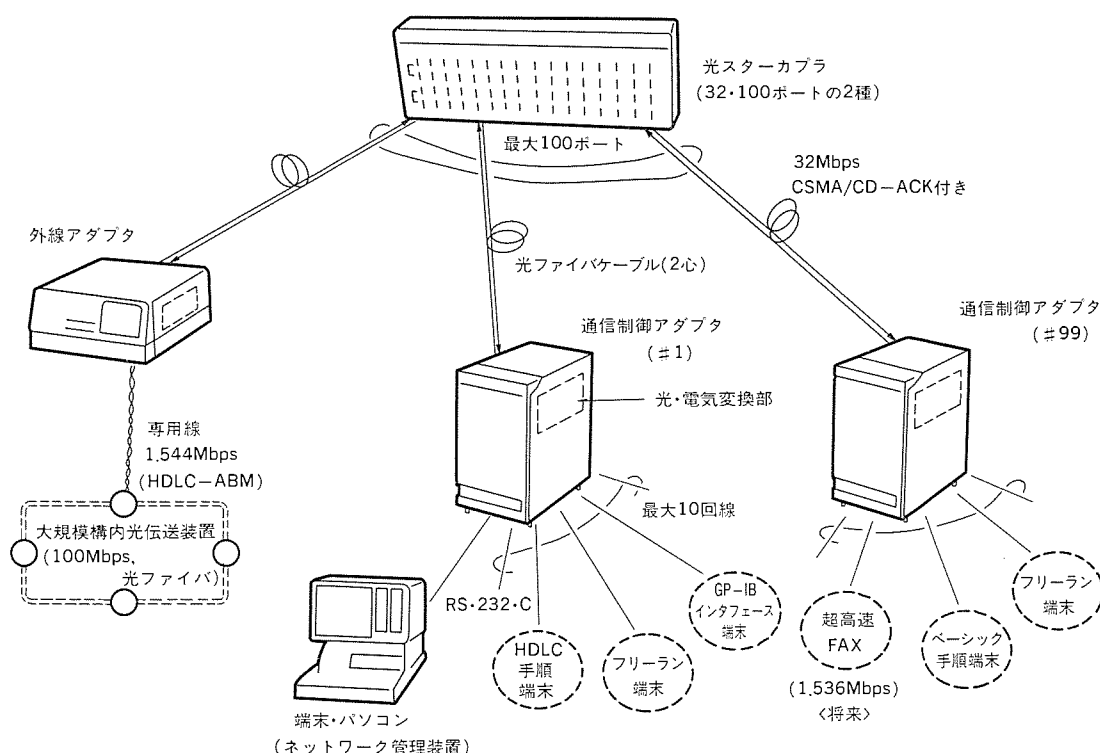 光スターカプラ
(32・100ポートの2種)
最大100ポート
32Mbps
CSMA/CD－ACK付き
外線アダプタ
光ファイバケーブル(2心)
通信制御アダプタ
(♯1)
通信制御アダプタ
(♯99)
光・電気変換部
専用線
1.544Mbps
(HDLC－ABM)
大規模構内光伝送装置
(100Mbps,
光ファイバ)
最大10回線
RS・232・C
HDLC
手順
端末
フリーラン
端末
GP－IB
インタフェース
端末
超高速
FAX
(1.536Mbps)
〈将来〉
ベーシック
手順端末
フリーラン
端末
端末・パソコン
(ネットワーク管理装置)